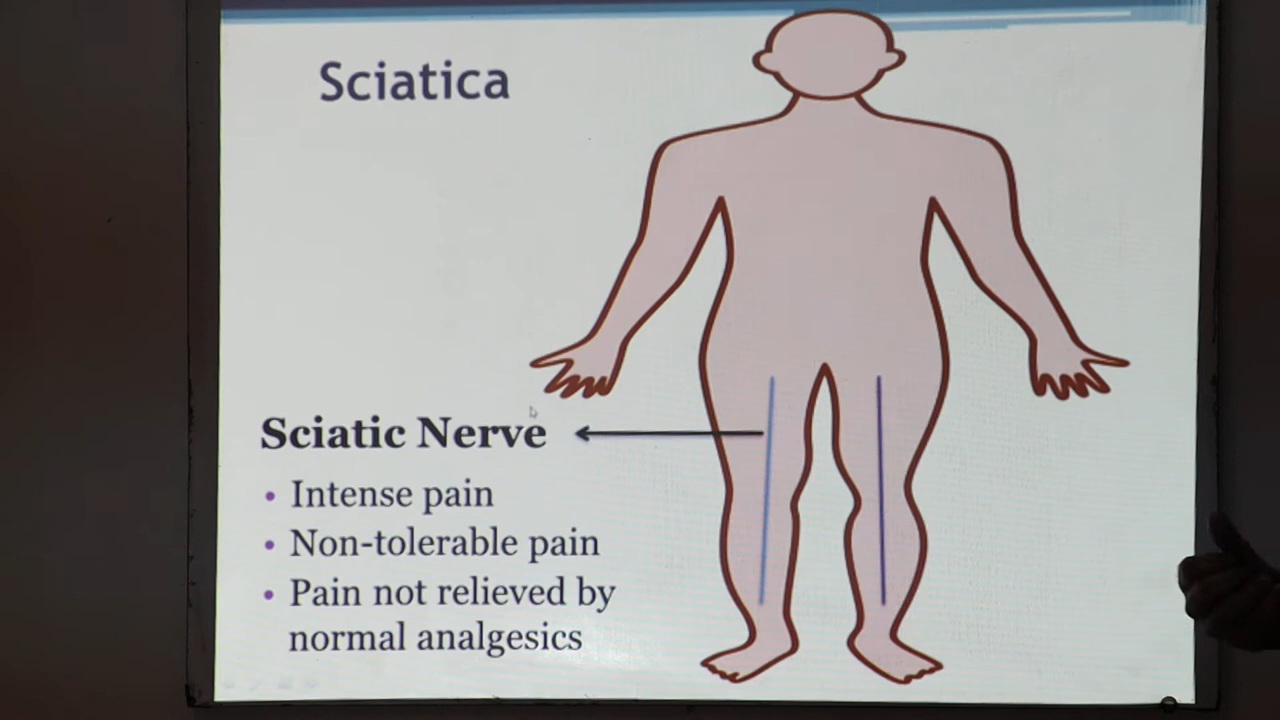 Sciatica
Sciatic Nerve
• Intense pain
• Non-tolerable pain
• Pain not relieved by
normal analgesics